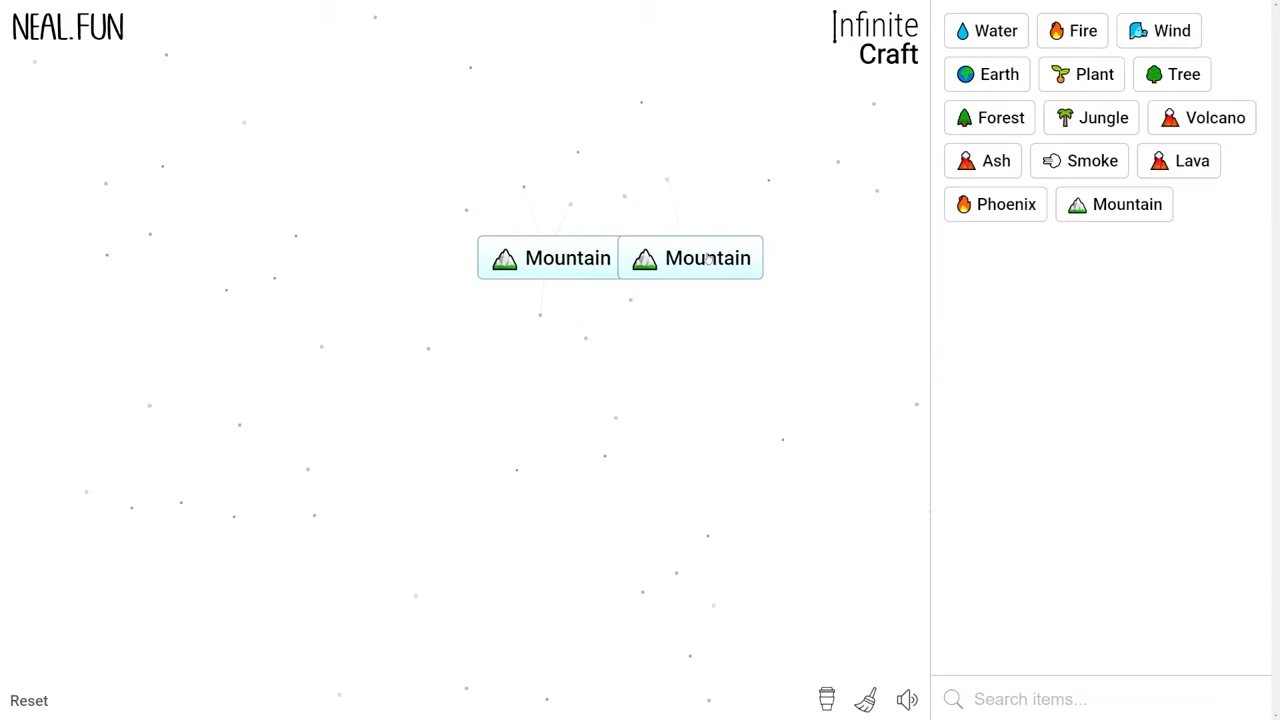 NEAL.FUN
Infinite
Craft
Water
Fire
Wind
Earth
Plant
Tree
Forest
Jungle
Volcano
Ash
Smoke
Lava
Phoenix
Mountain
Mountain
Mountain
Reset
Search items...